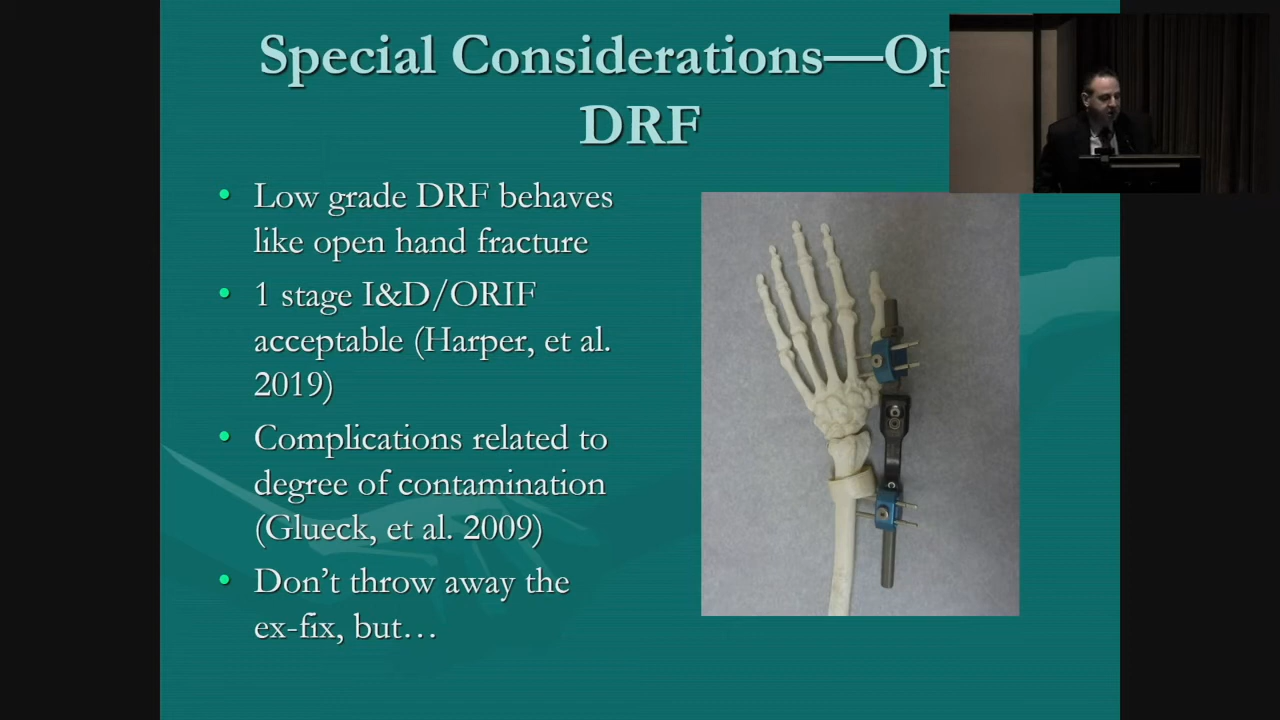 Special Considerations—Op
DRF
• Low grade DRF behaves
like open hand fracture
• 1 stage I&D/ORIF
acceptable (Harper, et al.
2019)
• Complications related to
degree of contamination
(Glueck, et al. 2009)
• Don’t throw away the
ex-fix, but…